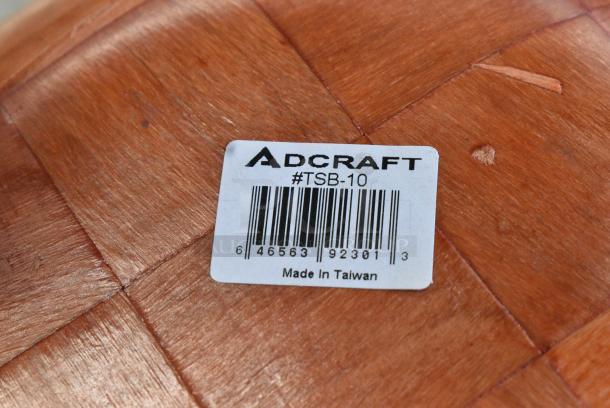 ADCRAFT
#TSB-10
6 46563 92301 3
Made In Taiwan